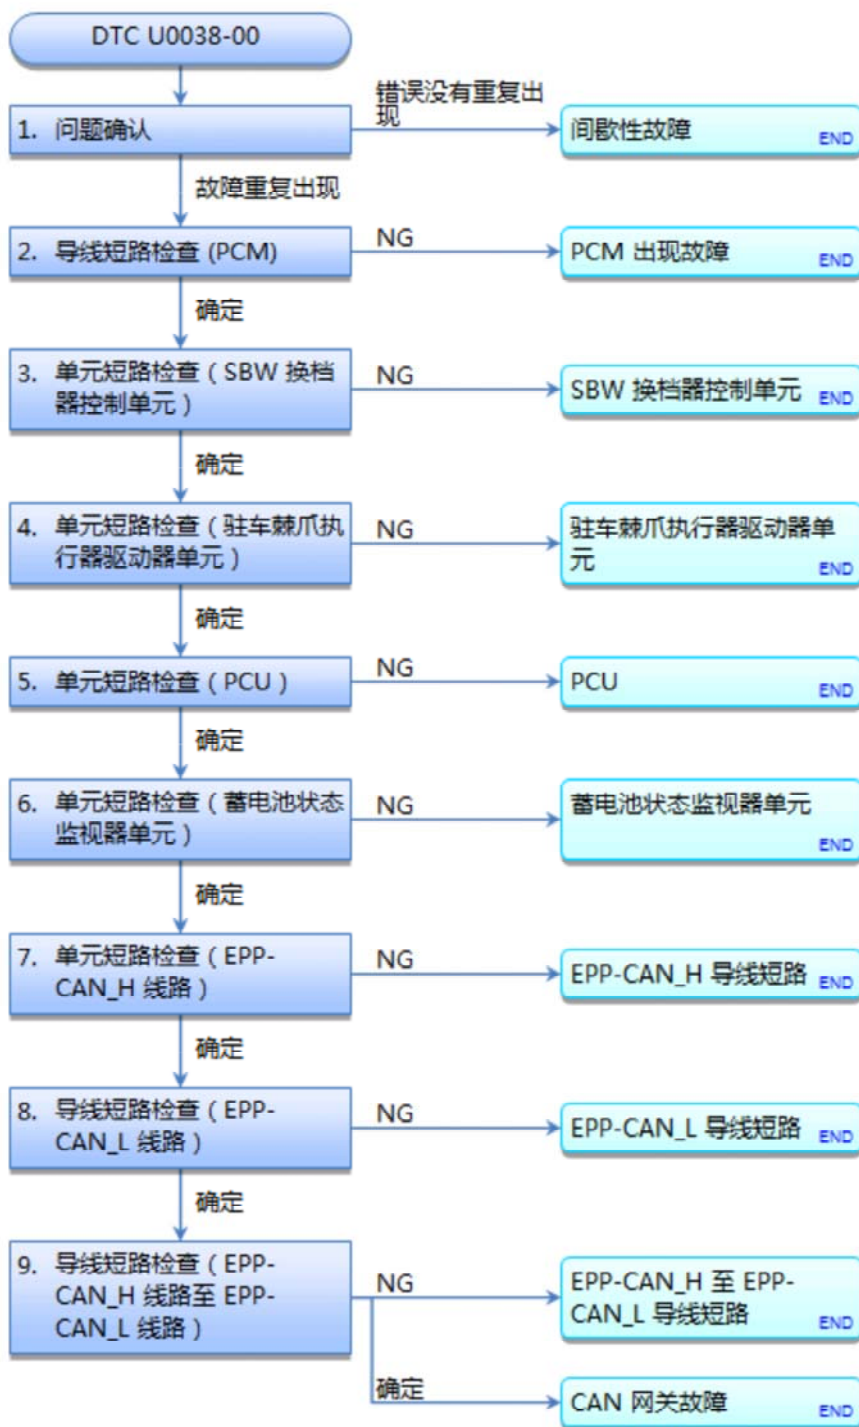 DTC U0038-00
错误没有重复出
现
1. 问题确认
间歇性故障
END
故障重复出现
2. 导线短路检查 (PCM)
NG
PCM 出现故障
END
确定
3. 单元短路检查（SBW 换档
器控制单元）
NG
SBW 换档器控制单元
END
确定
4. 单元短路检查（驻车棘爪执
行器驱动器单元）
NG
驻车棘爪执行器驱动器单
元
END
确定
5. 单元短路检查（PCU）
NG
PCU
END
确定
6. 单元短路检查（蓄电池状态
监视器单元）
NG
蓄电池状态监视器单元
END
确定
7. 单元短路检查（EPP-
CAN_H 线路）
NG
EPP-CAN_H 导线短路
END
确定
8. 导线短路检查（EPP-
CAN_L 线路）
NG
EPP-CAN_L 导线短路
END
确定
9. 导线短路检查（EPP-
CAN_H 线路至 EPP-
CAN_L 线路）
NG
EPP-CAN_H 至 EPP-
CAN_L 导线短路
END
确定
CAN 网关故障
END